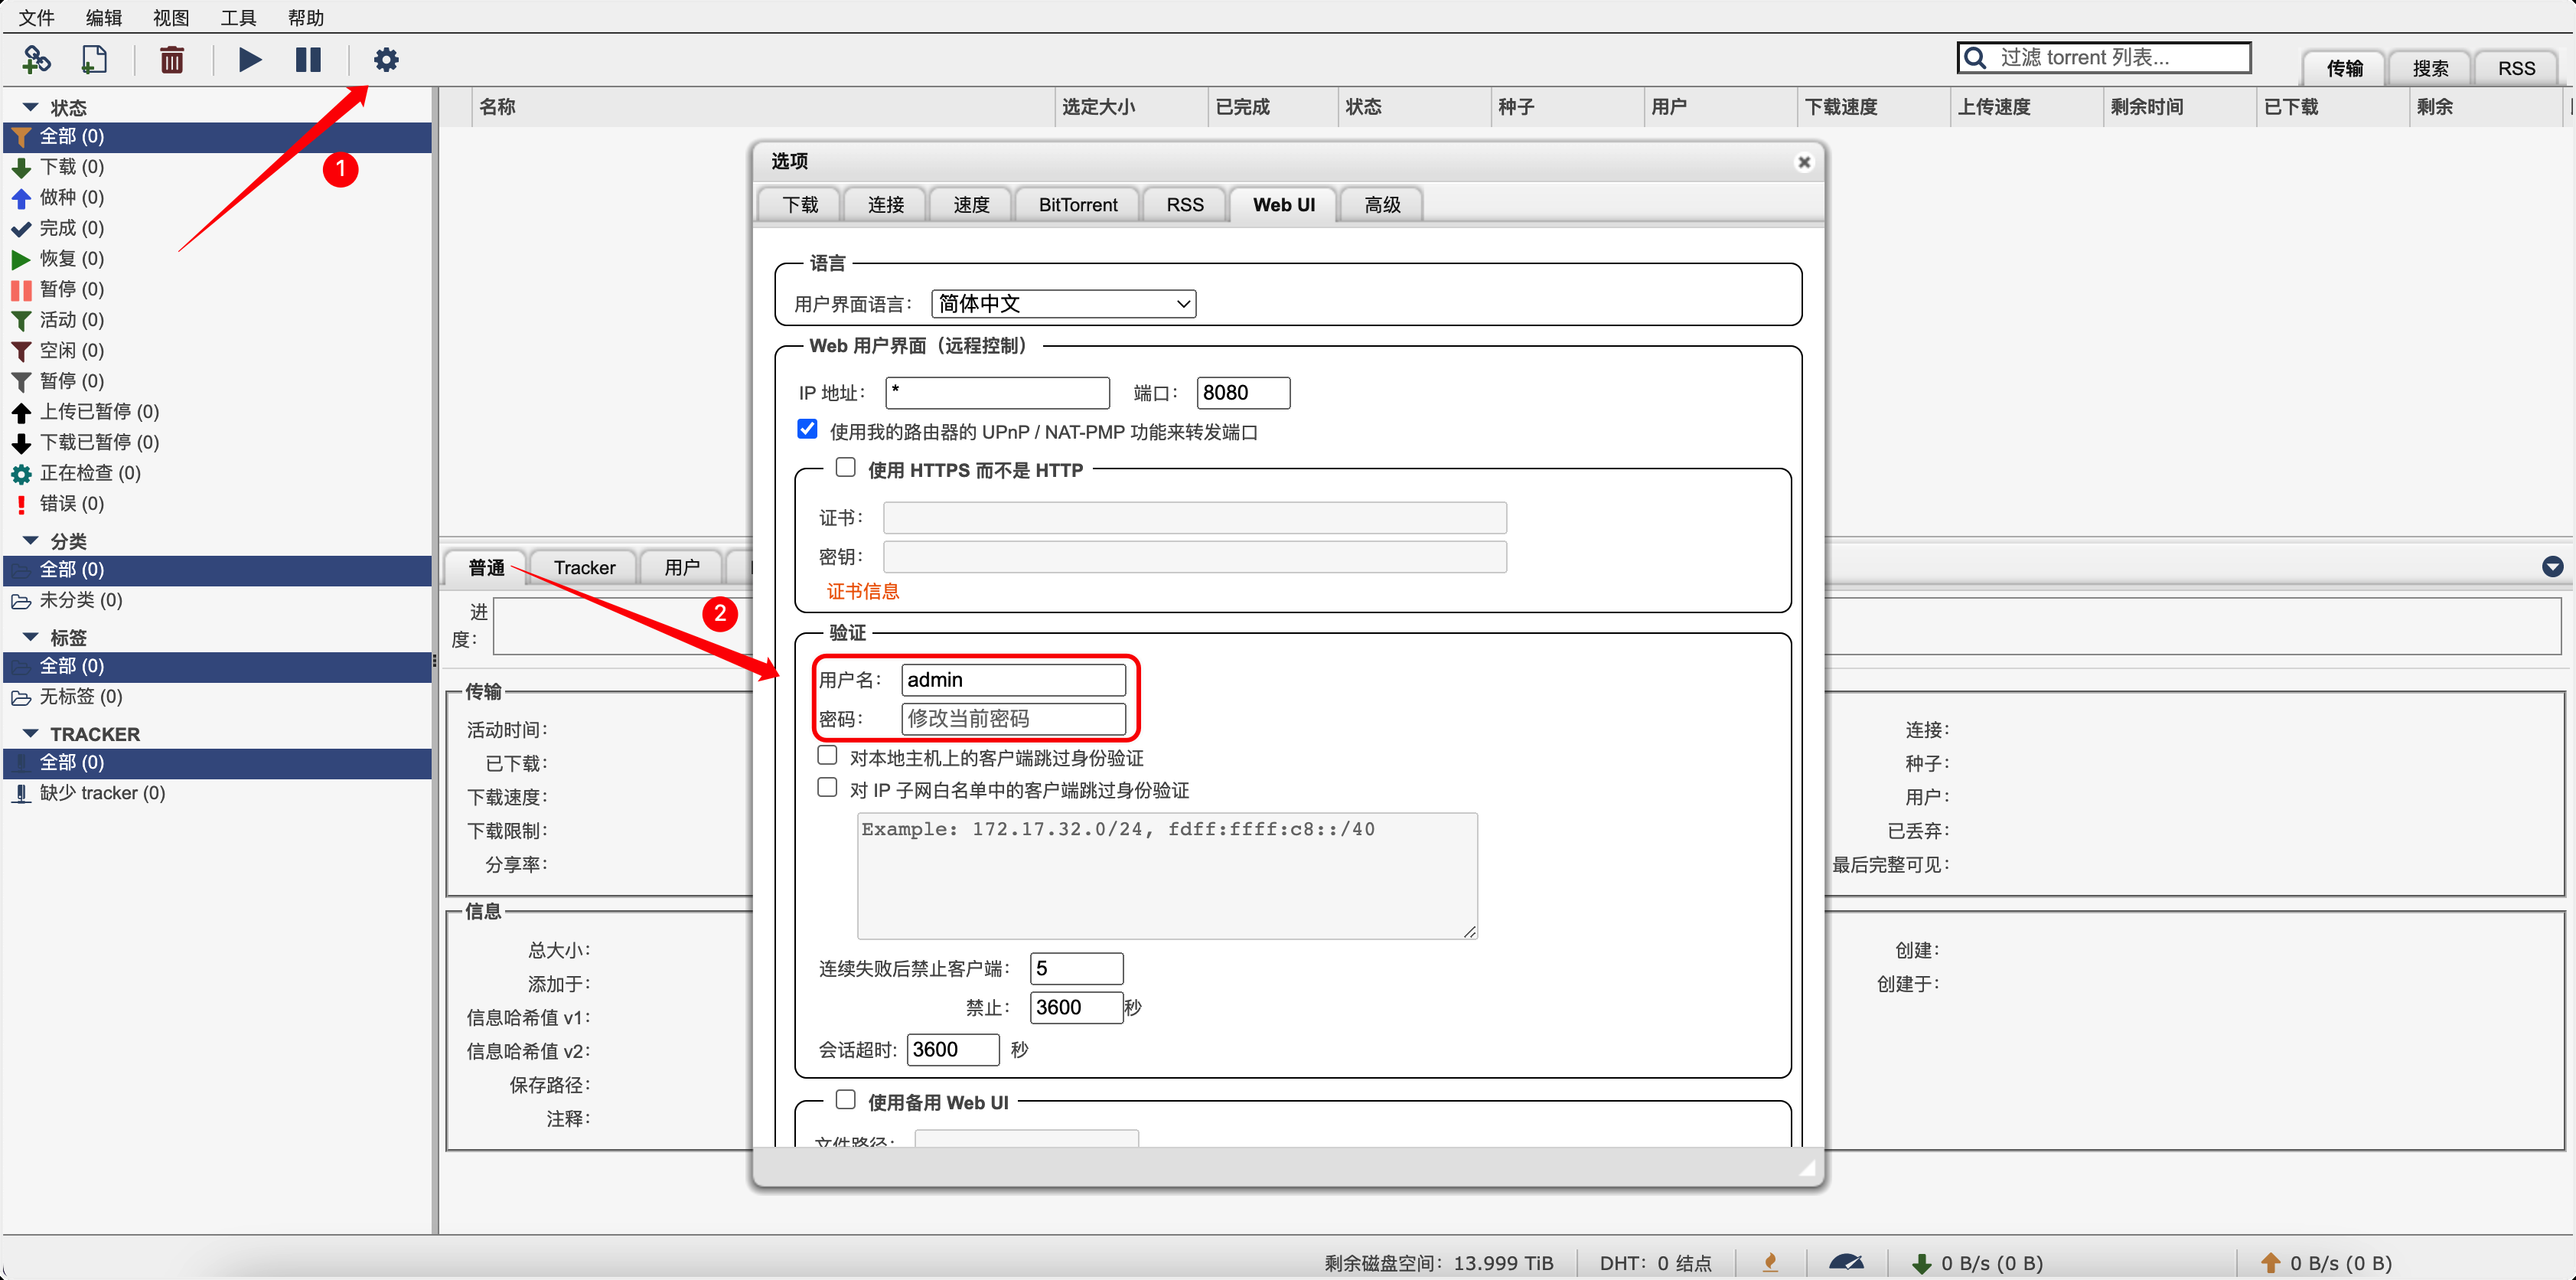 文件 编辑 视图 工具 帮助
过滤 torrent 列表...
传输 搜索 RSS
状态
全部 (0)
下载 (0)
做种 (0)
完成 (0)
恢复 (0)
暂停 (0)
活动 (0)
空闲 (0)
暂停 (0)
上传已暂停 (0)
下载已暂停 (0)
正在检查 (0)
错误 (0)
分类
全部 (0)
未分类 (0)
标签
全部 (0)
无标签 (0)
TRACKER
全部 (0)
缺少 tracker (0)
1
名称 选定大小 已完成 状态 种子 用户 下载速度 上传速度 剩余时间 已下载 剩余
选项
下载 连接 速度 BitTorrent RSS Web UI 高级
语言
用户界面语言： 简体中文
Web 用户界面（远程控制）
IP 地址： * 端口： 8080
使用我的路由器的 UPnP / NAT-PMP 功能来转发端口
使用 HTTPS 而不是 HTTP
证书：
密钥：
证书信息
验证
用户名： admin
密码： 修改当前密码
对本地主机上的客户端跳过身份验证
对 IP 子网白名单中的客户端跳过身份验证
Example: 172.17.32.0/24, fdff:ffff:c8::/40
连续失败后禁止客户端： 5
禁止： 3600 秒
会话超时: 3600 秒
使用备用 Web UI
文件路径：
普通 Tracker 用户
2
进
度：
传输
活动时间：
已下载：
下载速度：
下载限制：
分享率：
连接：
种子：
用户：
已丢弃：
最后完整可见：
信息
总大小：
添加于：
信息哈希值 v1：
信息哈希值 v2：
保存路径：
注释：
创建：
创建于：
剩余磁盘空间：13.999 TiB DHT：0 结点 0 B/s (0 B) 0 B/s (0 B)